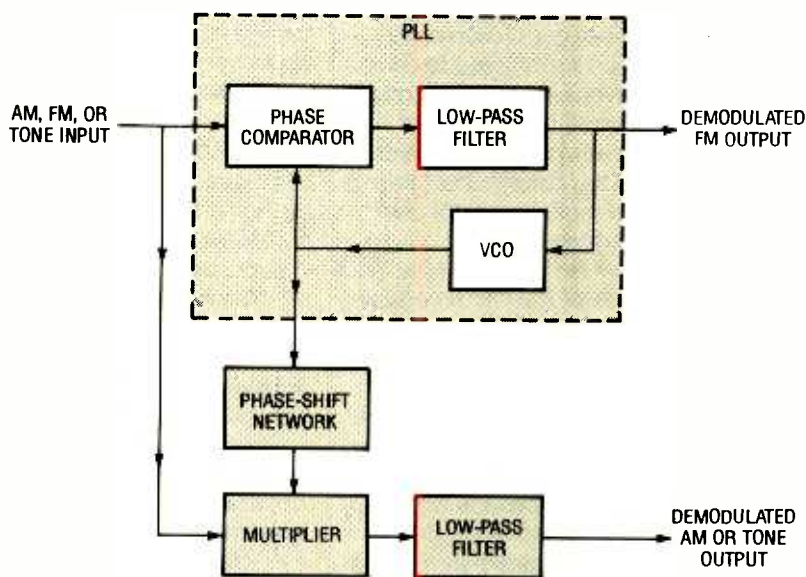 PLL
AM, FM, OR
TONE INPUT
PHASE
COMPARATOR
LOW-PASS
FILTER
DEMODULATED
FM OUTPUT
VCO
PHASE-SHIFT
NETWORK
MULTIPLIER
LOW-PASS
FILTER
DEMODULATED
AM OR TONE
OUTPUT